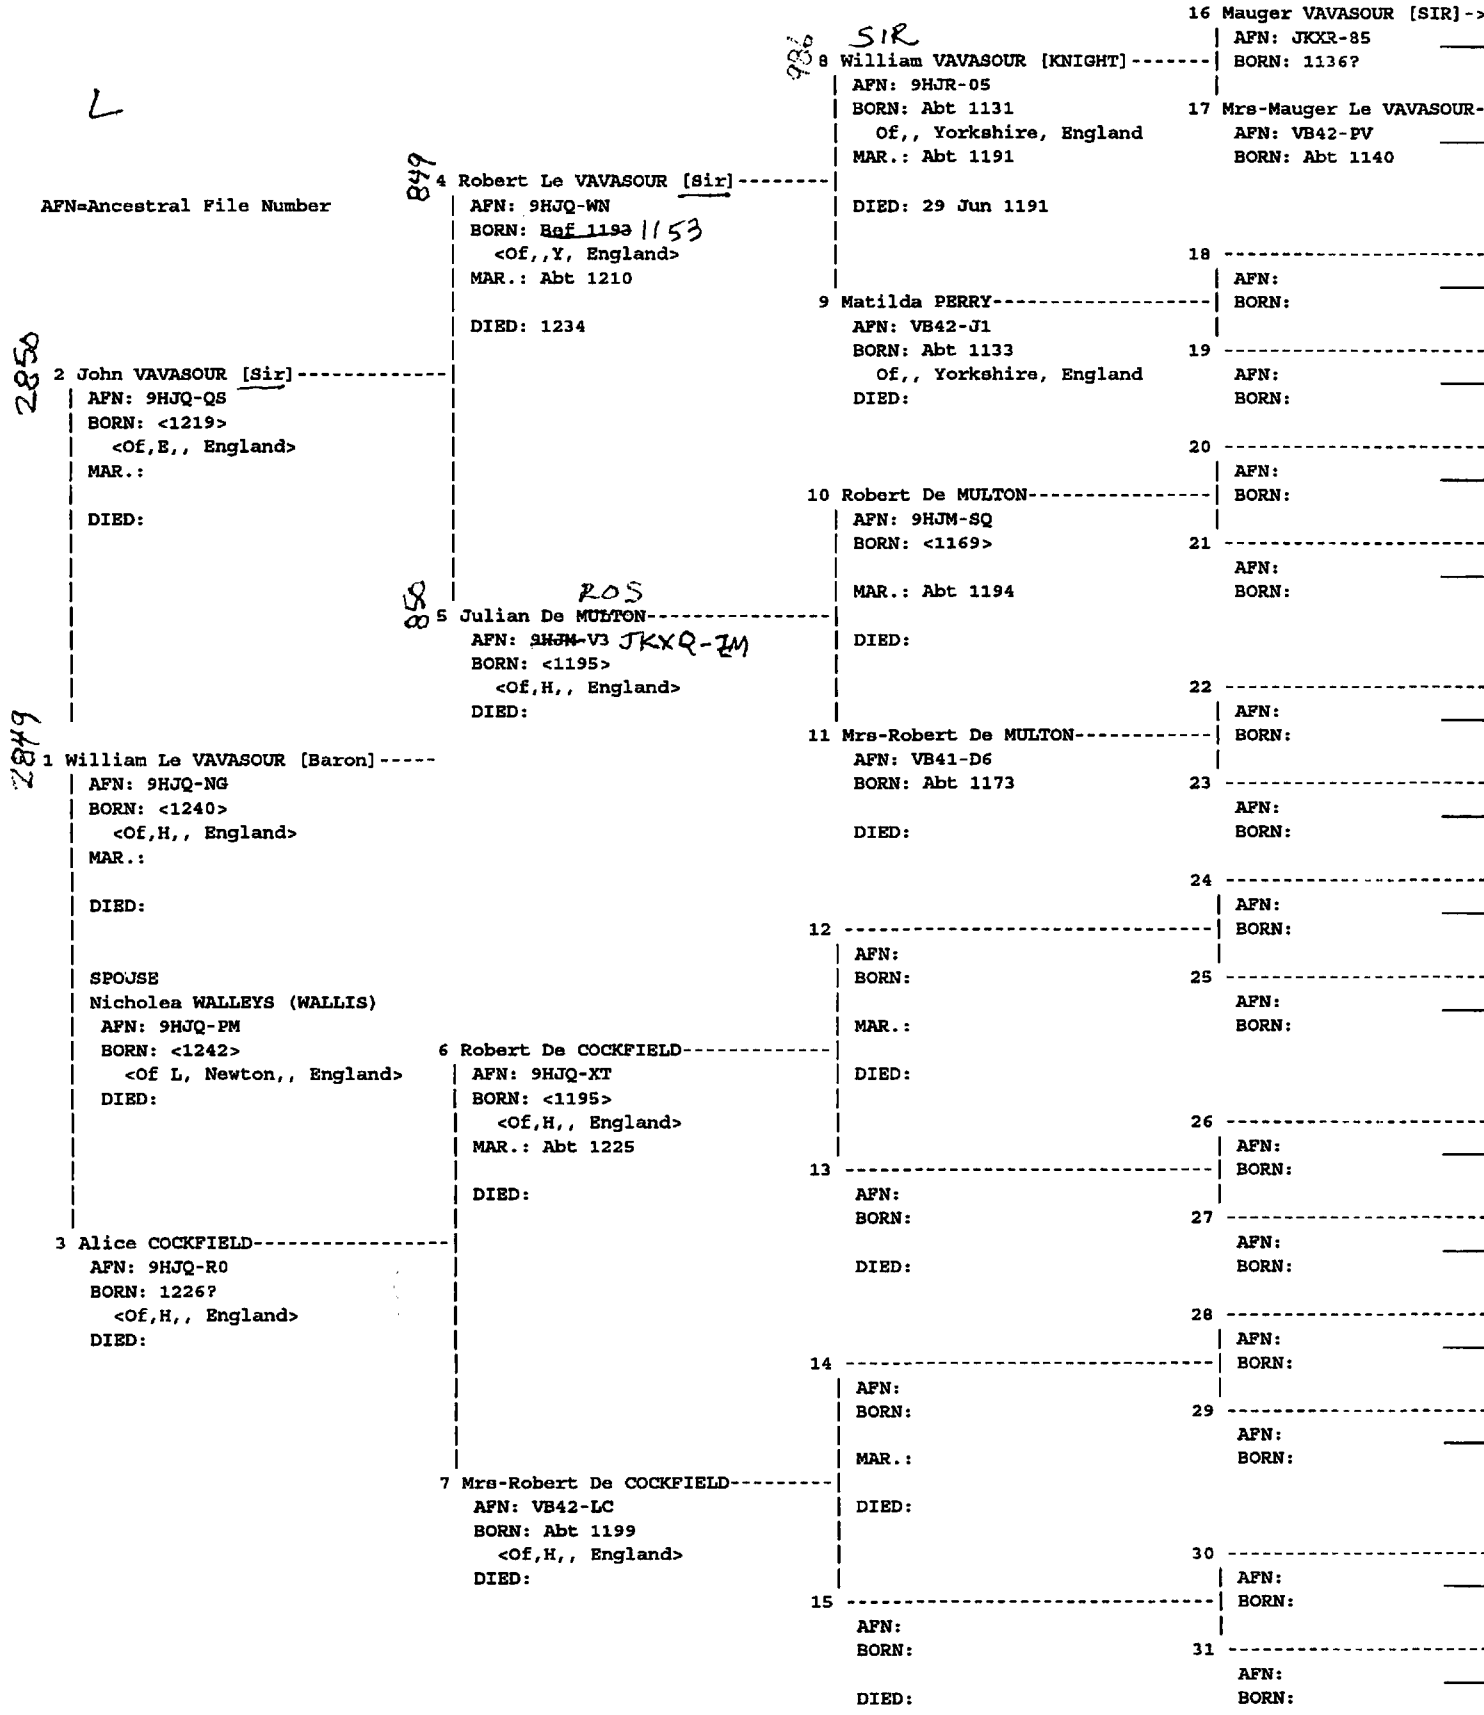 L
AFN=Ancestral File Number
2849
1 William Le VAVASOUR [Baron]-----
AFN: 9HJQ-NG
BORN: <1240>
<Of,H,, England>
MAR.:
DIED:
SPOUSE
Nicholea WALLEYS (WALLIS)
AFN: 9HJQ-PM
BORN: <1242>
<Of L, Newton,, England>
DIED:
2850
2 John VAVASOUR [Sir]
AFN: 9HJQ-QS
BORN: <1219>
<Of,E,, England>
MAR.:
DIED:
3 Alice COCKFIELD
AFN: 9HJQ-R0
BORN: 1226?
<Of,H,, England>
DIED:
849
4 Robert Le VAVASOUR [Sir]
AFN: 9HJQ-WN
BORN: Bef 1193 1153
<Of,,Y, England>
MAR.: Abt 1210
DIED: 1234
850
ROS
5 Julian De MULTON
AFN: 9HJM-V3 JKXQ-ZM
BORN: <1195>
<Of,H,, England>
DIED:
6 Robert De COCKFIELD
AFN: 9HJQ-XT
BORN: <1195>
<Of,H,, England>
MAR.: Abt 1225
DIED:
7 Mrs-Robert De COCKFIELD
AFN: VB42-LC
BORN: Abt 1199
<Of,H,, England>
DIED:
986
SIR
8 William VAVASOUR [KNIGHT]
AFN: 9HJR-05
BORN: Abt 1131
Of,, Yorkshire, England
MAR.: Abt 1191
DIED: 29 Jun 1191
9 Matilda PERRY
AFN: VB42-J1
BORN: Abt 1133
Of,, Yorkshire, England
DIED:
10 Robert De MULTON
AFN: 9HJM-SQ
BORN: <1169>
MAR.: Abt 1194
DIED:
11 Mrs-Robert De MULTON
AFN: VB41-D6
BORN: Abt 1173
DIED:
12
AFN:
BORN:
MAR.:
DIED:
13
AFN:
BORN:
DIED:
14
AFN:
BORN:
MAR.:
DIED:
15
AFN:
BORN:
DIED:
16 Mauger VAVASOUR [SIR]->
AFN: JKXR-85
BORN: 1136?
17 Mrs-Mauger Le VAVASOUR-
AFN: VB42-PV
BORN: Abt 1140
18
AFN:
BORN:
19
AFN:
BORN:
20
AFN:
BORN:
21
AFN:
BORN:
22
AFN:
BORN:
23
AFN:
BORN:
24
AFN:
BORN:
25
AFN:
BORN:
26
AFN:
BORN:
27
AFN:
BORN:
28
AFN:
BORN:
29
AFN:
BORN:
30
AFN:
BORN:
31
AFN:
BORN: